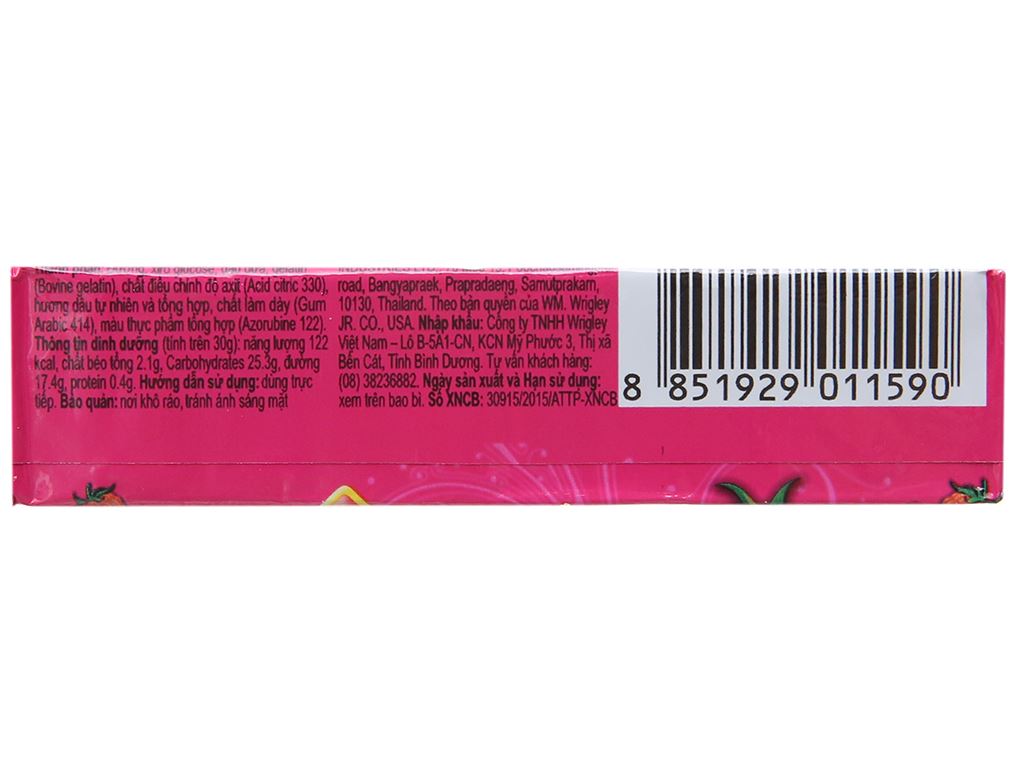 (Bovine gelatin), chất điều chỉnh độ axit (Acid citric 330),
hương dâu tự nhiên và tổng hợp, chất làm dày (Gum
Arabic 414), màu thực phẩm tổng hợp (Azorubine 122).
Thông tin dinh dưỡng (tính trên 30g): năng lượng 122
kcal, chất béo tổng 2.1g, Carbohydrates 25.3g, đường
17.4g, protein 0.4g. Hướng dẫn sử dụng: dùng trực
tiếp. Bảo quản: nơi khô ráo, tránh ánh sáng mặt
road, Bangyapraek, Prapradaeng, Samutprakam,
10130, Thailand. Theo bản quyền của WM. Wrigley
JR. CO., USA. Nhập khẩu: Công ty TNHH Wrigley
Việt Nam – Lô B-5A1-CN, KCN Mỹ Phước 3, Thị xã
Bến Cát, Tỉnh Bình Dương. Tư vấn khách hàng:
(08) 38236882. Ngày sản xuất và Hạn sử dụng:
xem trên bao bì. Số XNCB: 30915/2015/ATTP-XNCB
8 851929 011590